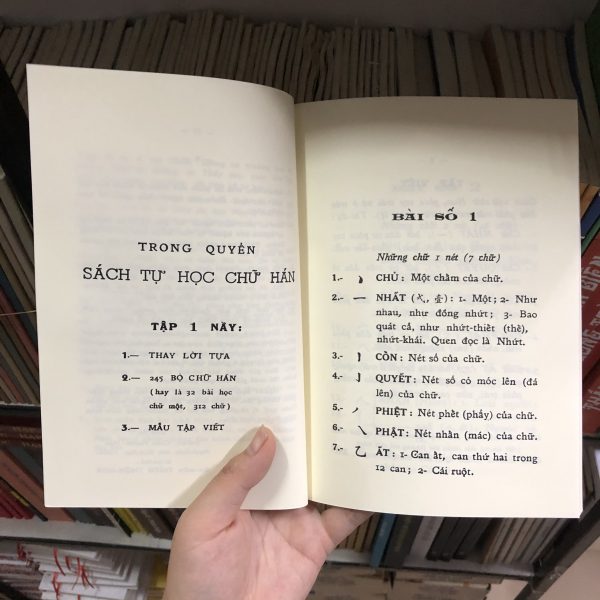 TRONG QUYỂN
SÁCH TỰ HỌC CHỮ HÁN
TẬP 1 NÀY:
1.— THAY LỜI TỰA
2.— 245 BỘ CHỮ HÁN
(hay là 32 bài học
chữ một, 312 chữ)
3.— MẪU TẬP VIẾT
BÀI SỐ 1
Những chữ 1 nét (7 chữ)
1.- 丶 CHỦ: Một chấm của chữ.
2.- 一 NHẤT (弌, 壹): 1- Một; 2- Như
nhau, như đồng nhứt; 3- Bao
quát cả, như nhứt-thiết (thể),
nhứt-khái. Quen đọc là Nhứt.
3.- 丨 CỔN: Nét sổ của chữ.
4.- 亅 QUYẾT: Nét sổ có móc lên (đá
lên) của chữ.
5.- 丿 PHIỆT: Nét phết (phẩy) của chữ.
6.- ㇏ PHẬT: Nét nhấn (mác) của chữ.
7.- 乙 ẤT: 1- Can ất, can thứ hai trong
12 can; 2- Cái ruột.